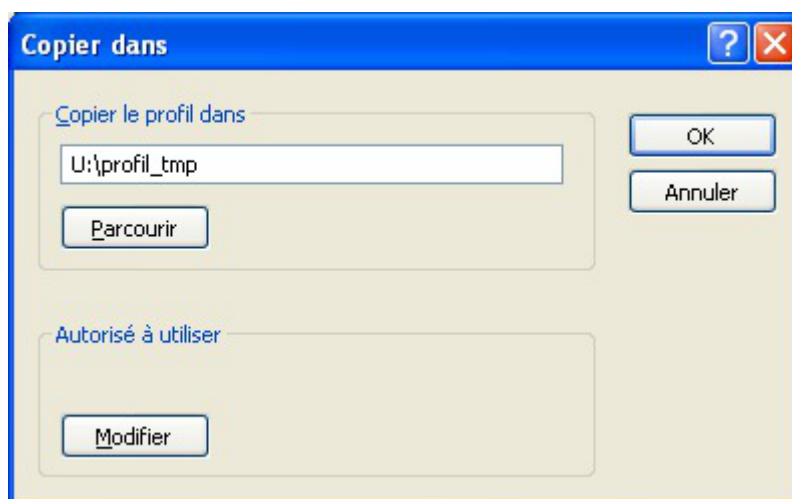 Copier dans
Copier le profil dans
U:\profil_tmp
OK
Annuler
Parcourir
Autorisé à utiliser
Modifier